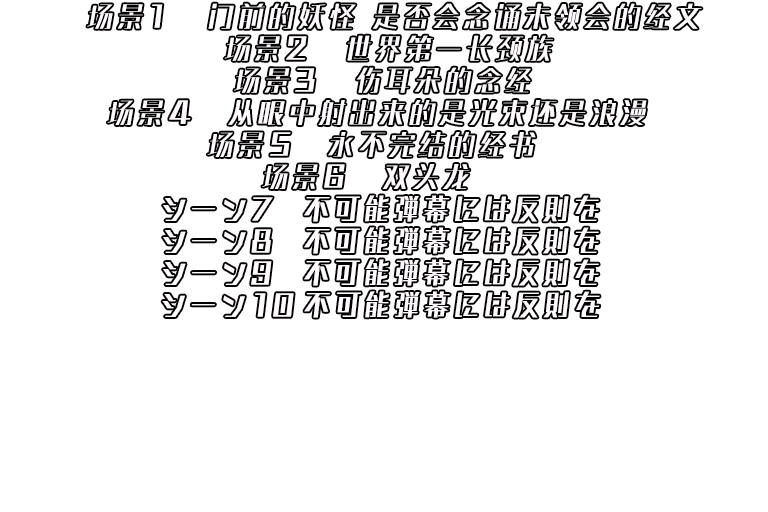 场景1 门前的妖怪 是否会念诵未领会的经文
场景2 世界第一长颈族
场景3 伤耳朵的念经
场景4 从眼中射出来的是光束还是浪漫
场景5 永不完结的经书
场景6 双头龙
シーン7 不可能弾幕には反則を
シーン8 不可能弾幕には反則を
シーン9 不可能弾幕には反則を
シーン10 不可能弾幕には反則を